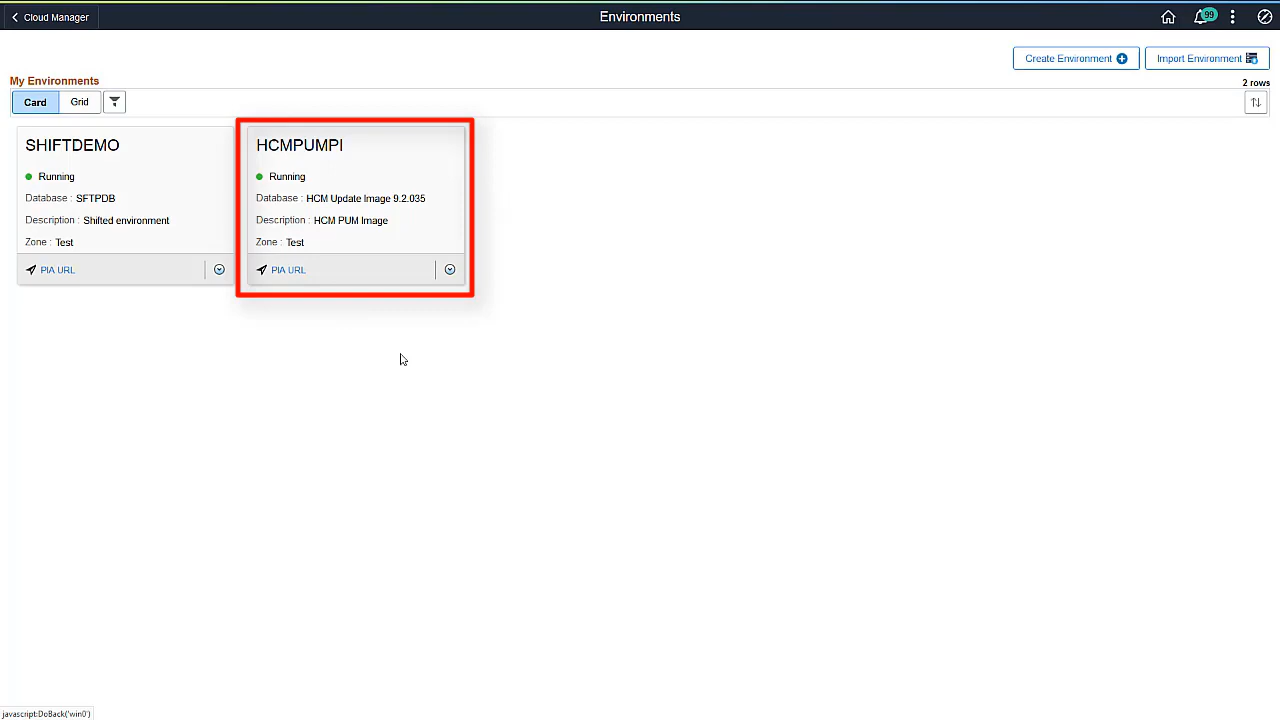 Cloud Manager
Environments
99
Create Environment
Import Environment
My Environments
2 rows
Card
Grid
SHIFTDEMO
Running
Database : SFTPDB
Description : Shifted environment
Zone : Test
PIA URL
HCMPUMPI
Running
Database : HCM Update Image 9.2.035
Description : HCM PUM Image
Zone : Test
PIA URL
javascript:DoBack('win0')